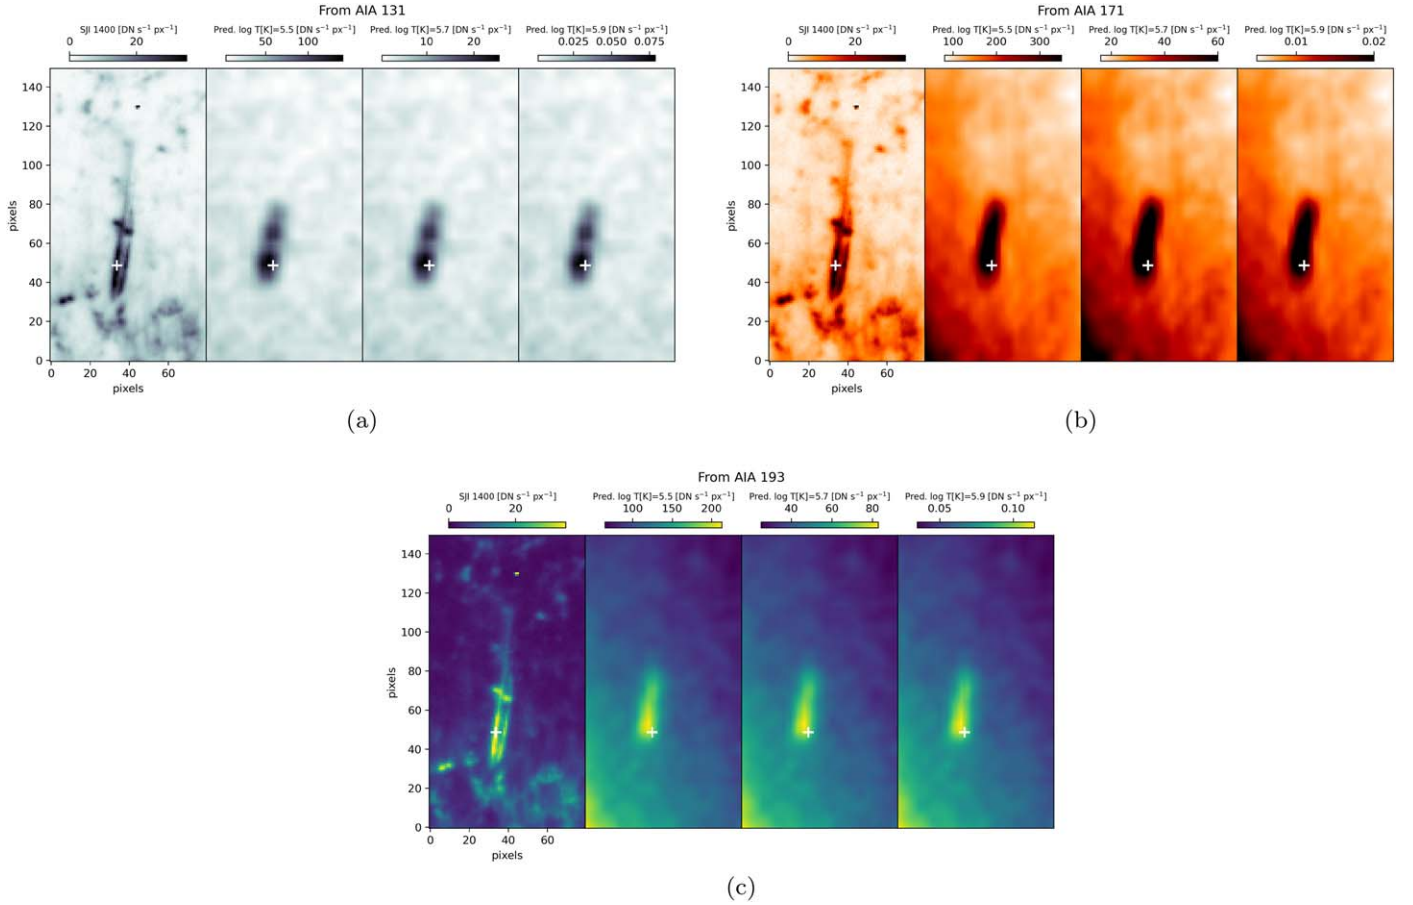 From AIA 131
SJI 1400 [DN s⁻¹ px⁻¹] Pred. log T[K]=5.5 [DN s⁻¹ px⁻¹] Pred. log T[K]=5.7 [DN s⁻¹ px⁻¹] Pred. log T[K]=5.9 [DN s⁻¹ px⁻¹]
0 20 50 100 10 20 0.025 0.050 0.075
140
120
100
80
60
40
20
0
pixels
0 20 40 60
pixels
(a)
From AIA 171
SJI 1400 [DN s⁻¹ px⁻¹] Pred. log T[K]=5.5 [DN s⁻¹ px⁻¹] Pred. log T[K]=5.7 [DN s⁻¹ px⁻¹] Pred. log T[K]=5.9 [DN s⁻¹ px⁻¹]
0 20 100 200 300 20 40 60 0.01 0.02
140
120
100
80
60
40
20
0
pixels
0 20 40 60
pixels
(b)
From AIA 193
SJI 1400 [DN s⁻¹ px⁻¹] Pred. log T[K]=5.5 [DN s⁻¹ px⁻¹] Pred. log T[K]=5.7 [DN s⁻¹ px⁻¹] Pred. log T[K]=5.9 [DN s⁻¹ px⁻¹]
0 20 100 150 200 40 60 80 0.05 0.10
140
120
100
80
60
40
20
0
pixels
0 20 40 60
pixels
(c)